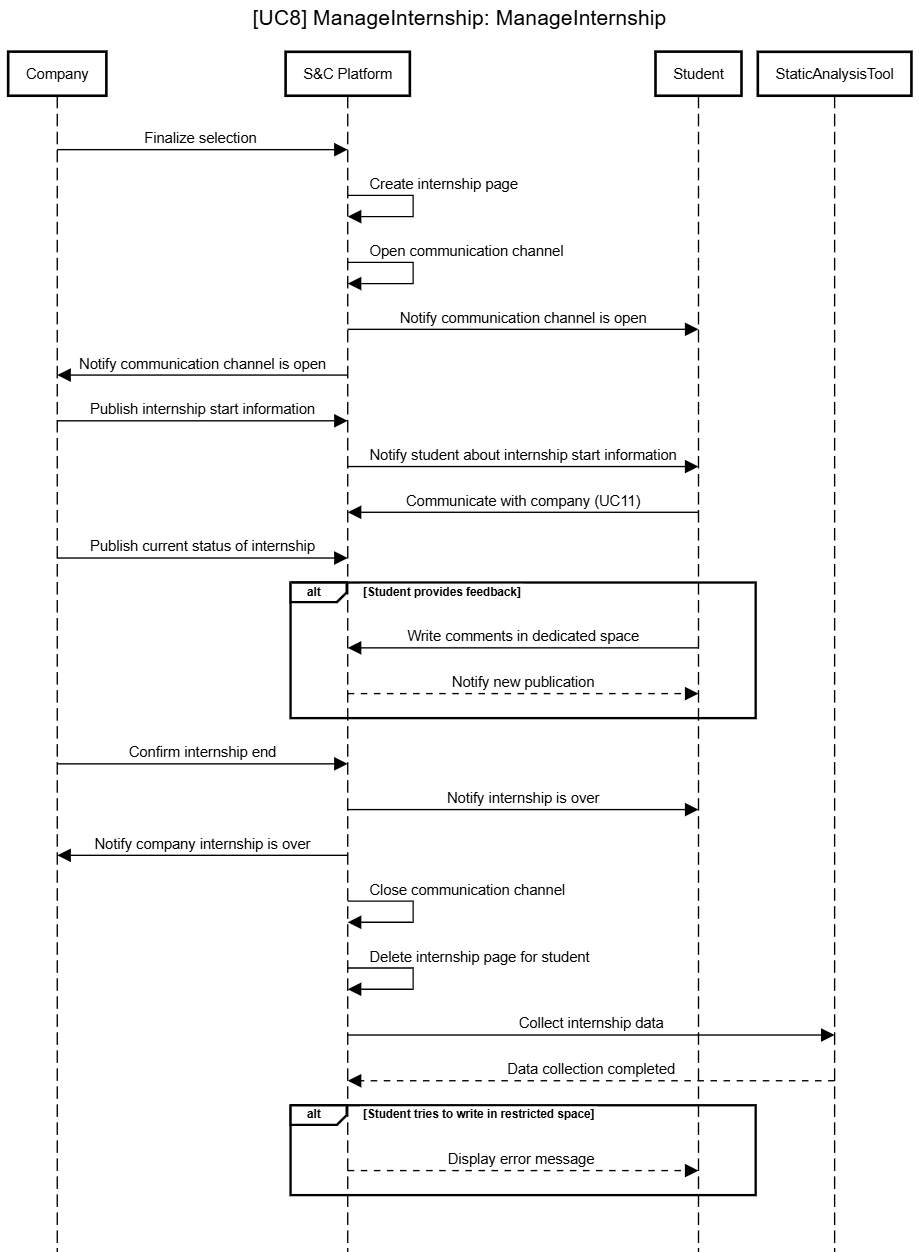 [UC8] ManageInternship: ManageInternship
Company
S&C Platform
Student
StaticAnalysisTool
Finalize selection
Create internship page
Open communication channel
Notify communication channel is open
Notify communication channel is open
Publish internship start information
Notify student about internship start information
Communicate with company (UC11)
Publish current status of internship
alt
[Student provides feedback]
Write comments in dedicated space
Notify new publication
Confirm internship end
Notify internship is over
Notify company internship is over
Close communication channel
Delete internship page for student
Collect internship data
Data collection completed
alt
[Student tries to write in restricted space]
Display error message